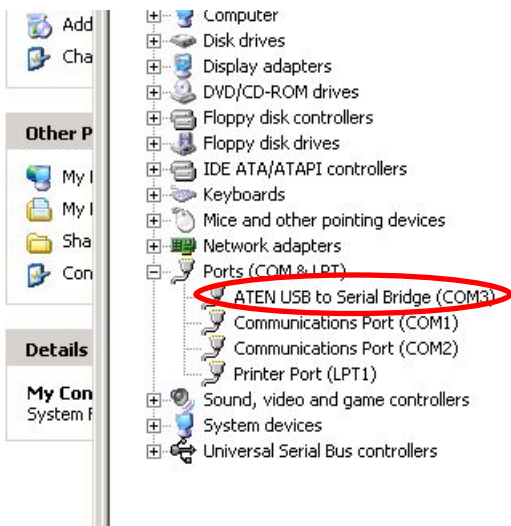 Add
Cha
Other P
My
My
Sha
Con
Details
My Con
System F
Computer
Disk drives
Display adapters
DVD/CD-ROM drives
Floppy disk controllers
Floppy disk drives
IDE ATA/ATAPI controllers
Keyboards
Mice and other pointing devices
Network adapters
Ports (COM & LPT)
ATEN USB to Serial Bridge (COM3)
Communications Port (COM1)
Communications Port (COM2)
Printer Port (LPT1)
Sound, video and game controllers
System devices
Universal Serial Bus controllers